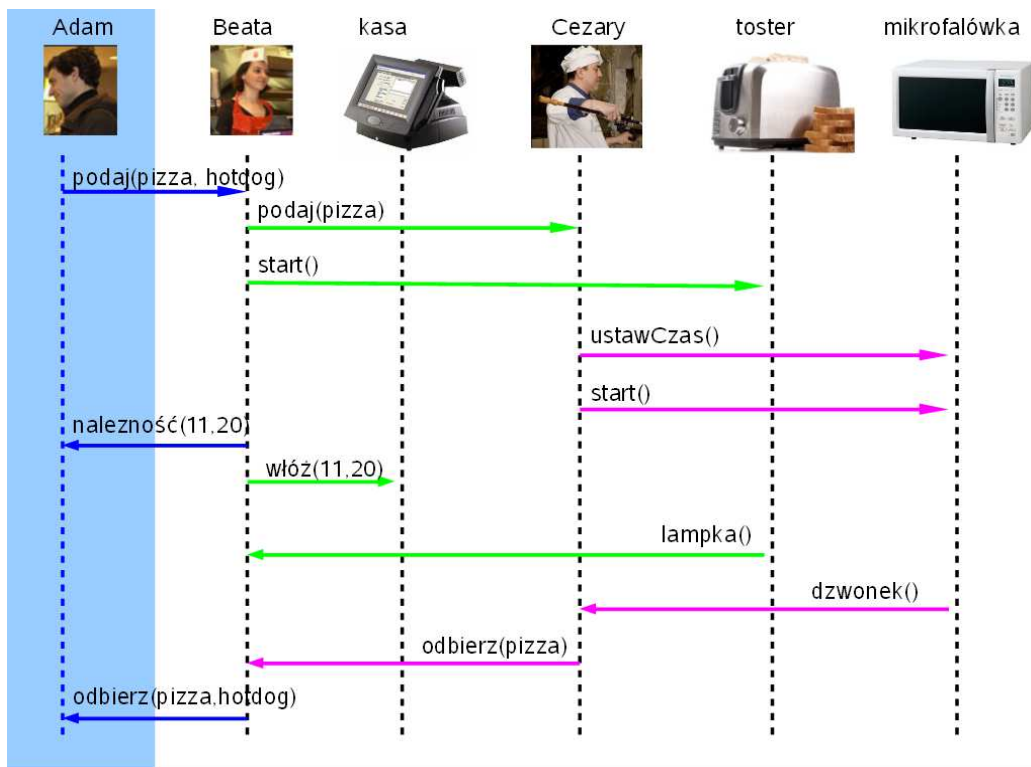 Adam Beata kasa Cezary toster mikrofalówka
podaj(pizza, hotdog)
podaj(pizza)
start()
ustawCzas()
start()
nalezność(11,20)
włóż(11,20)
lampka()
dzwonek()
odbierz(pizza)
odbierz(pizza,hotdog)